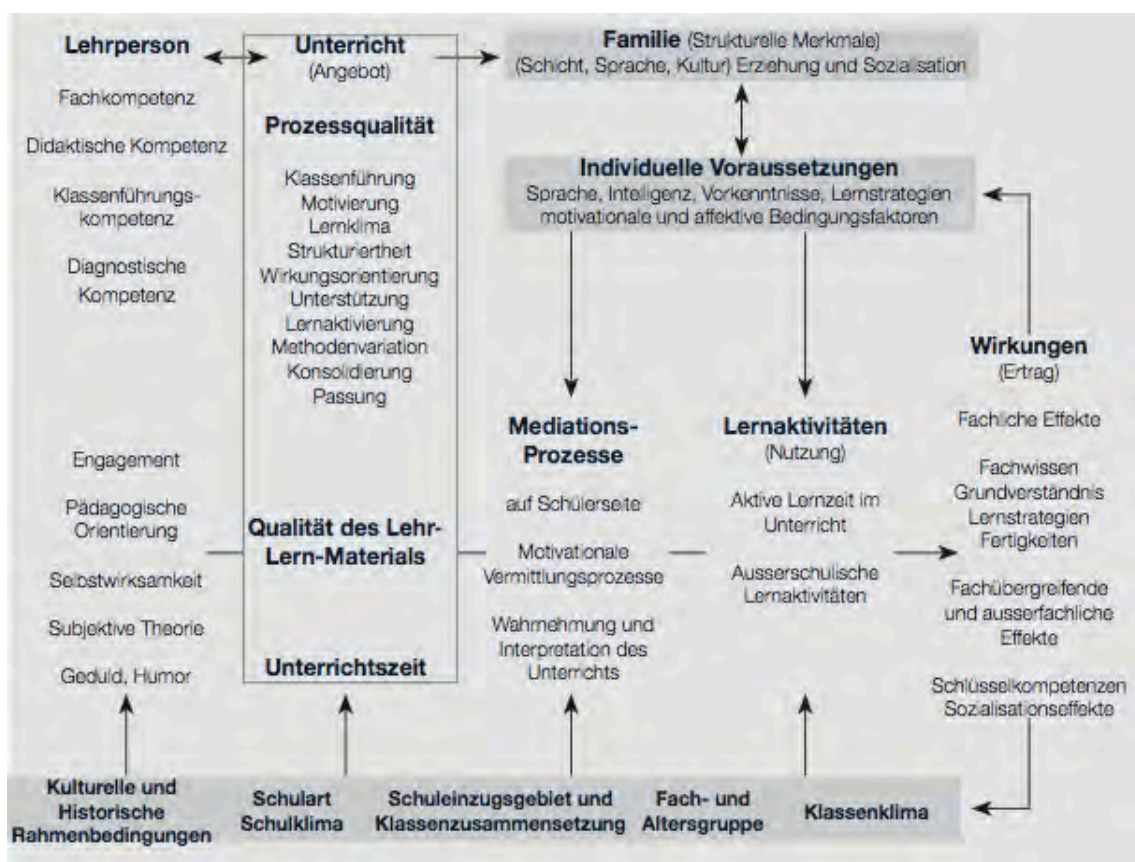 Lehrperson
Fachkompetenz
Didaktische Kompetenz
Klassenführungs-
kompetenz
Diagnostische
Kompetenz
Engagement
Pädagogische
Orientierung
Selbstwirksamkeit
Subjektive Theorie
Geduld, Humor
Unterricht
(Angebot)
Prozessqualität
Klassenführung
Motivierung
Lernklima
Strukturiertheit
Wirkungsorientierung
Unterstützung
Lernaktivierung
Methodenvariation
Konsolidierung
Passung
Qualität des Lehr-
Lern-Materials
Unterrichtszeit
Familie (Strukturelle Merkmale)
(Schicht, Sprache, Kultur) Erziehung und Sozialisation
Individuelle Voraussetzungen
Sprache, Intelligenz, Vorkenntnisse, Lernstrategien
motivationale und affektive Bedingungsfaktoren
Mediations-
Prozesse
auf Schülerseite
Motivationale
Vermittlungsprozesse
Wahrnehmung und
Interpretation des
Unterrichts
Lernaktivitäten
(Nutzung)
Aktive Lernzeit im
Unterricht
Ausserschulische
Lernaktivitäten
Wirkungen
(Ertrag)
Fachliche Effekte
Fachwissen
Grundverständnis
Lernstrategien
Fertigkeiten
Fachübergreifende
und ausserfachliche
Effekte
Schlüsselkompetenzen
Sozialisationseffekte
Kulturelle und
Historische
Rahmenbedingungen
Schulart
Schulklima
Schuleinzugsgebiet und
Klassenzusammensetzung
Fach- und
Altersgruppe
Klassenklima